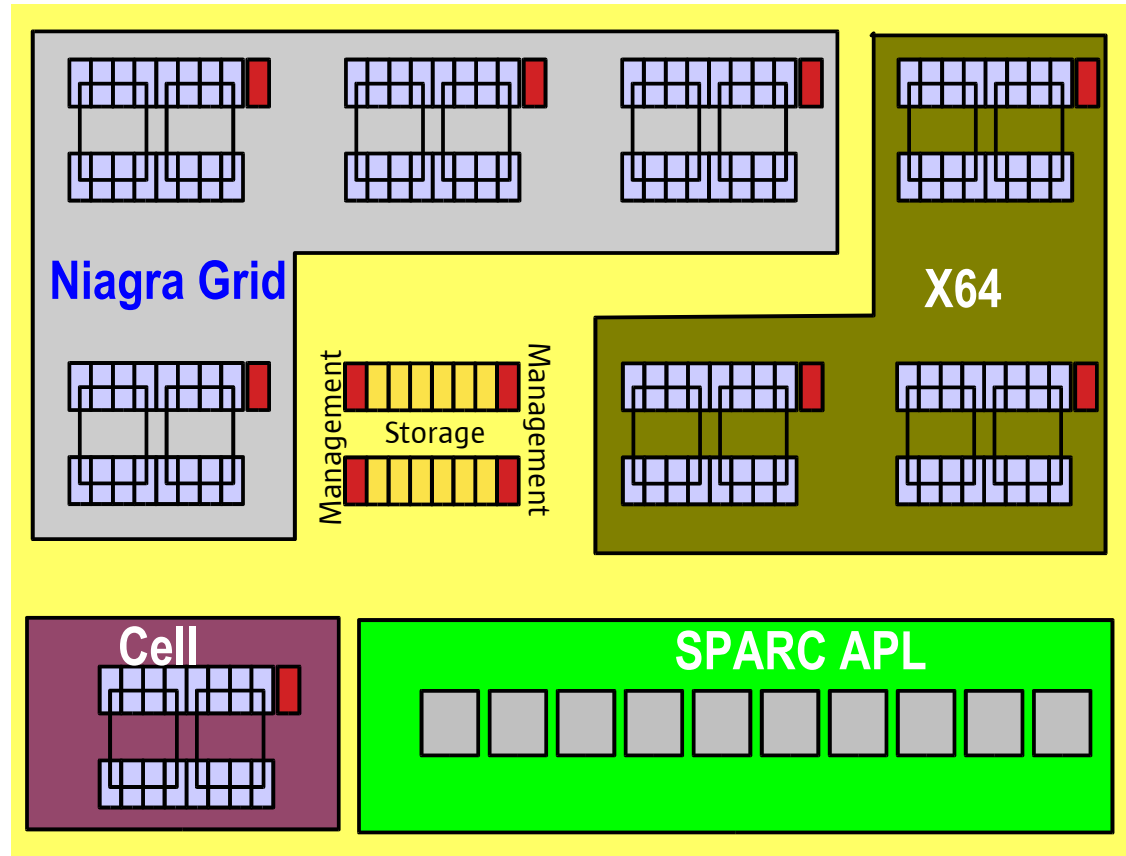 Niagra Grid
X64
Management
Storage
Management
Cell
SPARC APL